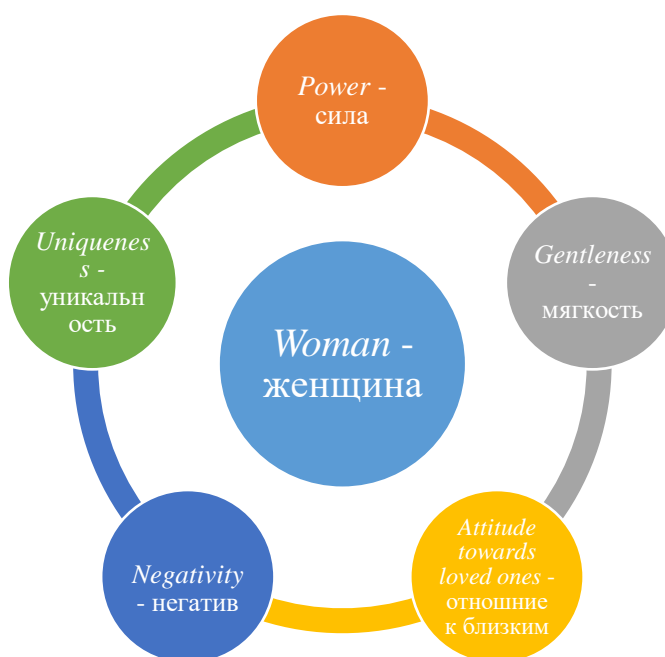 Power -
сила
Uniquenes
s -
уникальн
ость
Gentleness
-
мягкость
Woman -
женщина
Negativity
- негатив
Attitude
towards
loved ones -
отношние
к близким